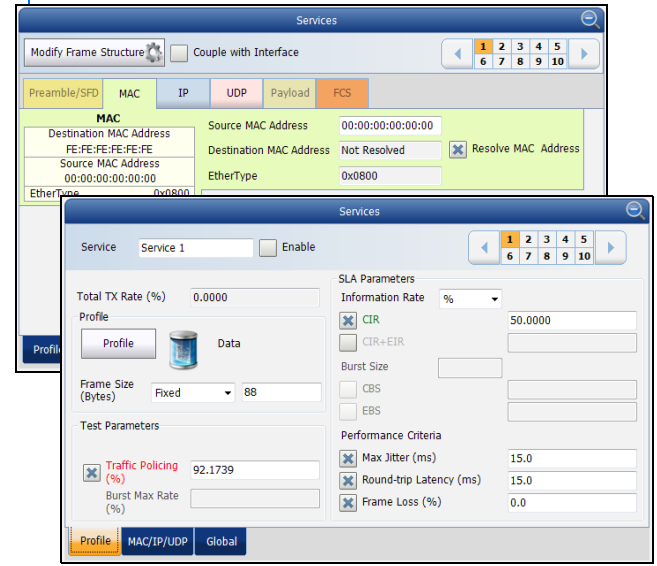 Services
Modify Frame Structure Couple with Interface
1 2 3 4 5
6 7 8 9 10
Preamble/SFD MAC IP UDP Payload FCS
MAC
Destination MAC Address
FE:FE:FE:FE:FE:FE
Source MAC Address
00:00:00:00:00:00
EtherType 0x0800
Source MAC Address 00:00:00:00:00:00
Destination MAC Address Not Resolved Resolve MAC Address
EtherType 0x0800
Services
Service Service 1 Enable
1 2 3 4 5
6 7 8 9 10
Total TX Rate (%) 0.0000
Profile
Profile Data
Frame Size
(Bytes) Fixed 88
Test Parameters
Traffic Policing
(%) 92.1739
Burst Max Rate
(%)
SLA Parameters
Information Rate %
CIR 50.0000
CIR+EIR
Burst Size
CBS
EBS
Performance Criteria
Max Jitter (ms) 15.0
Round-trip Latency (ms) 15.0
Frame Loss (%) 0.0
Profile MAC/IP/UDP Global